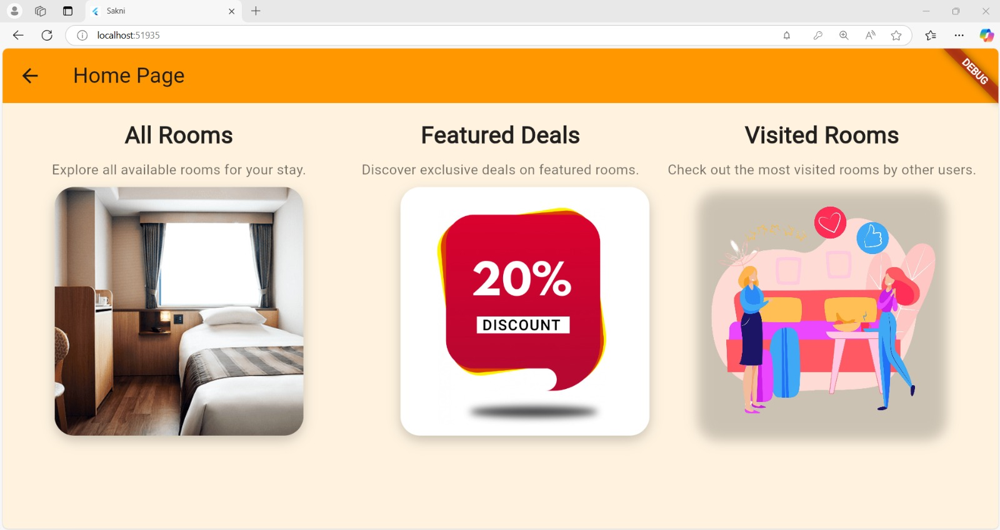 Sakni
localhost:51935
Home Page
DEBUG
All Rooms
Explore all available rooms for your stay.
Featured Deals
Discover exclusive deals on featured rooms.
20%
DISCOUNT
Visited Rooms
Check out the most visited rooms by other users.